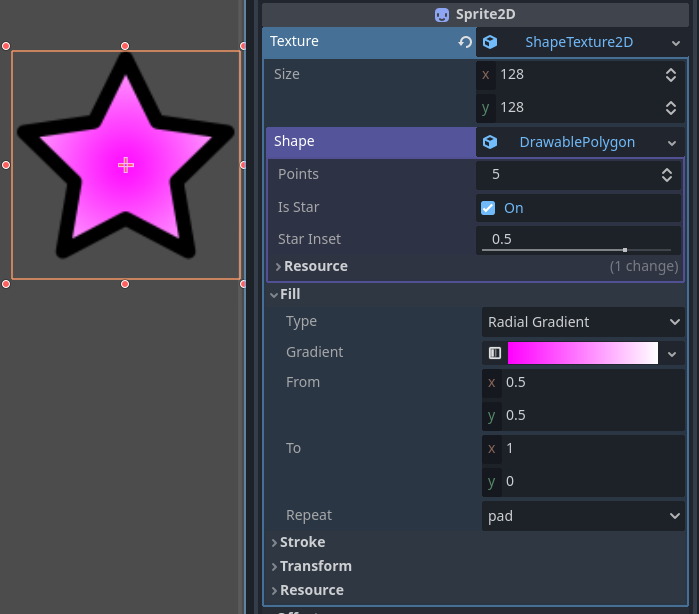 Sprite2D
Texture ShapeTexture2D
Size x 128
y 128
Shape DrawablePolygon
Points 5
Is Star On
Star Inset 0.5
Resource (1 change)
Fill
Type Radial Gradient
Gradient
From x 0.5
y 0.5
To x 1
y 0
Repeat pad
Stroke
Transform
Resource